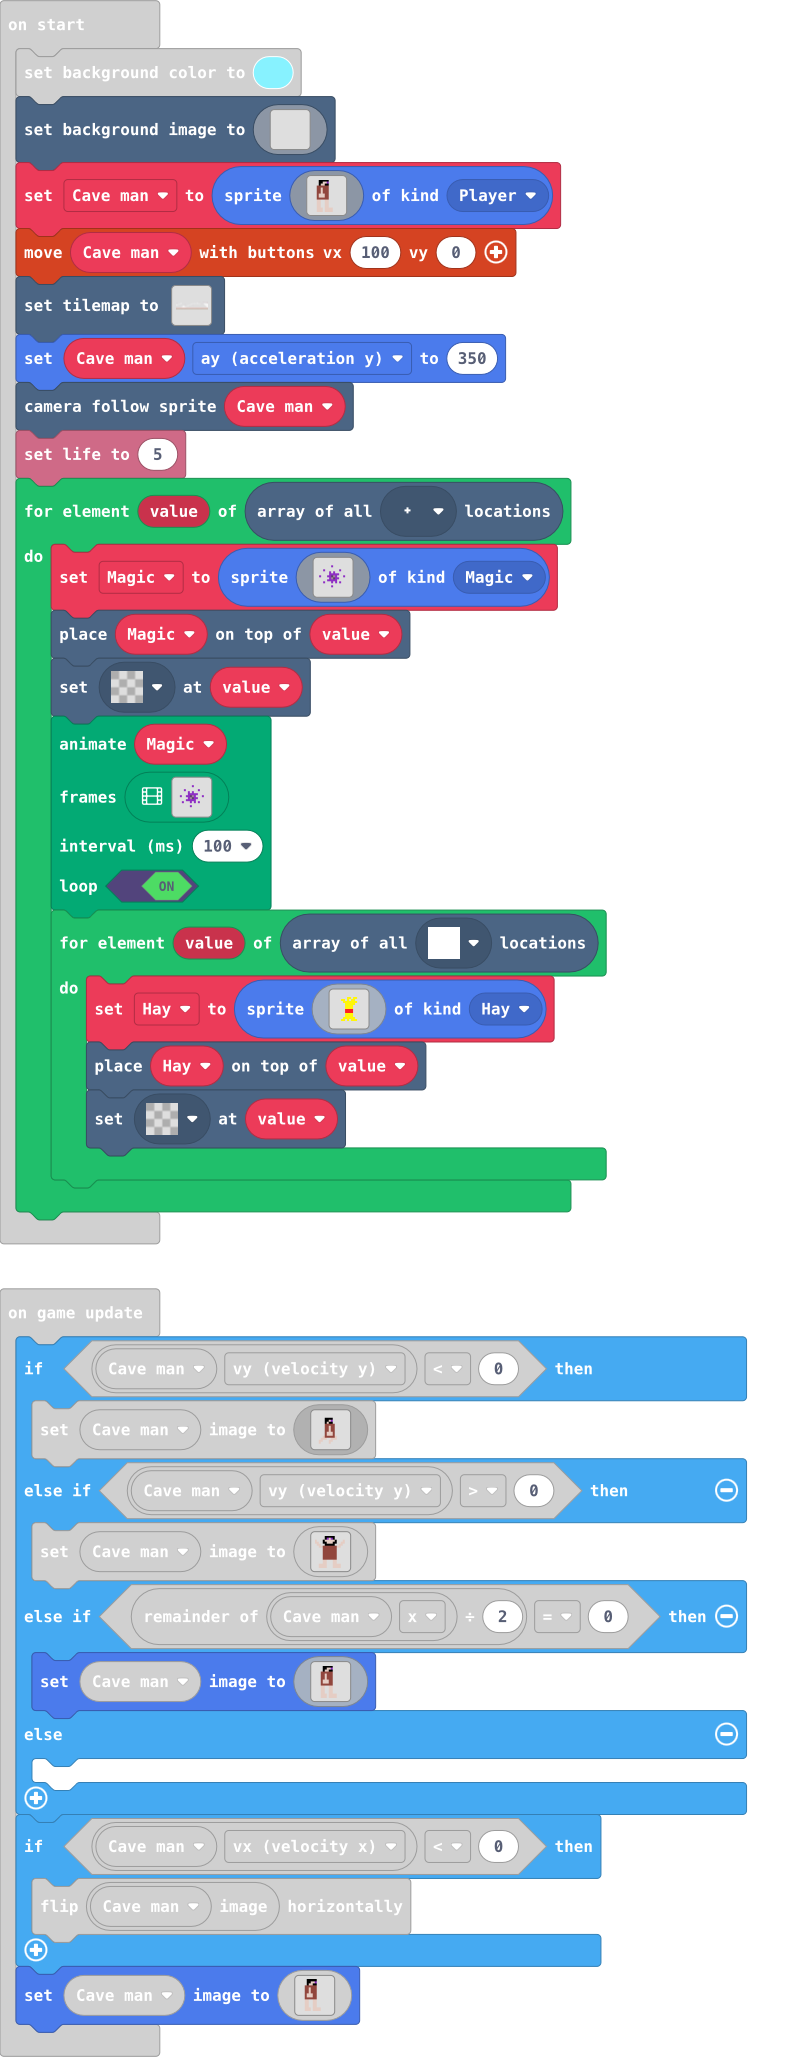 on start
set background color to
set background image to
set Cave man to sprite of kind Player
move Cave man with buttons vx 100 vy 0
set tilemap to
set Cave man ay (acceleration y) to 350
camera follow sprite Cave man
set life to 5
for element value of array of all locations
do
set Magic to sprite of kind Magic
place Magic on top of value
set at value
animate Magic
frames
interval (ms) 100
loop ON
for element value of array of all locations
do
set Hay to sprite of kind Hay
place Hay on top of value
set at value
on game update
if Cave man vy (velocity y) < 0 then
set Cave man image to
else if Cave man vy (velocity y) > 0 then
set Cave man image to
else if remainder of Cave man x ÷ 2 = 0 then
set Cave man image to
else
if Cave man vx (velocity x) < 0 then
flip Cave man image horizontally
set Cave man image to